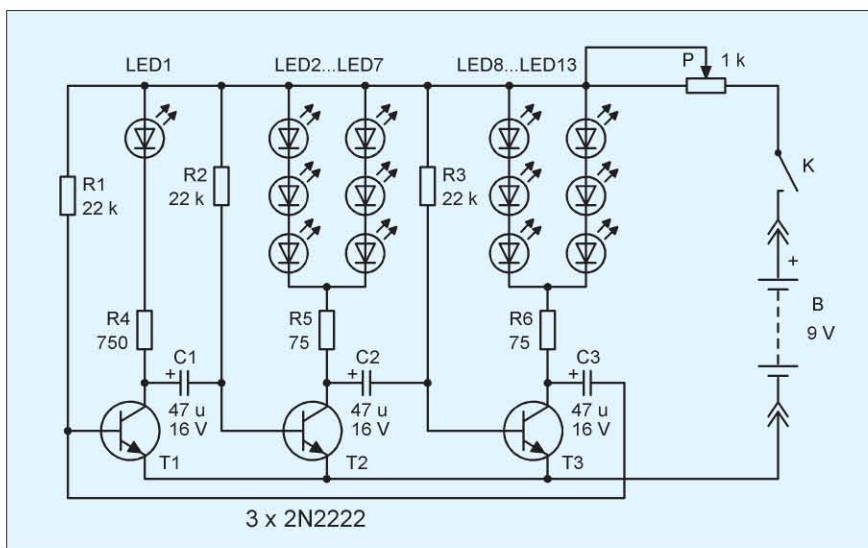 LED1
LED2...LED7
LED8...LED13
P
1 k
R1
22 k
R2
22 k
R3
22 k
K
+
B
9 V
R4
750
R5
75
R6
75
C1
+
47 u
16 V
C2
+
47 u
16 V
C3
+
47 u
16 V
T1
T2
T3
3 x 2N2222